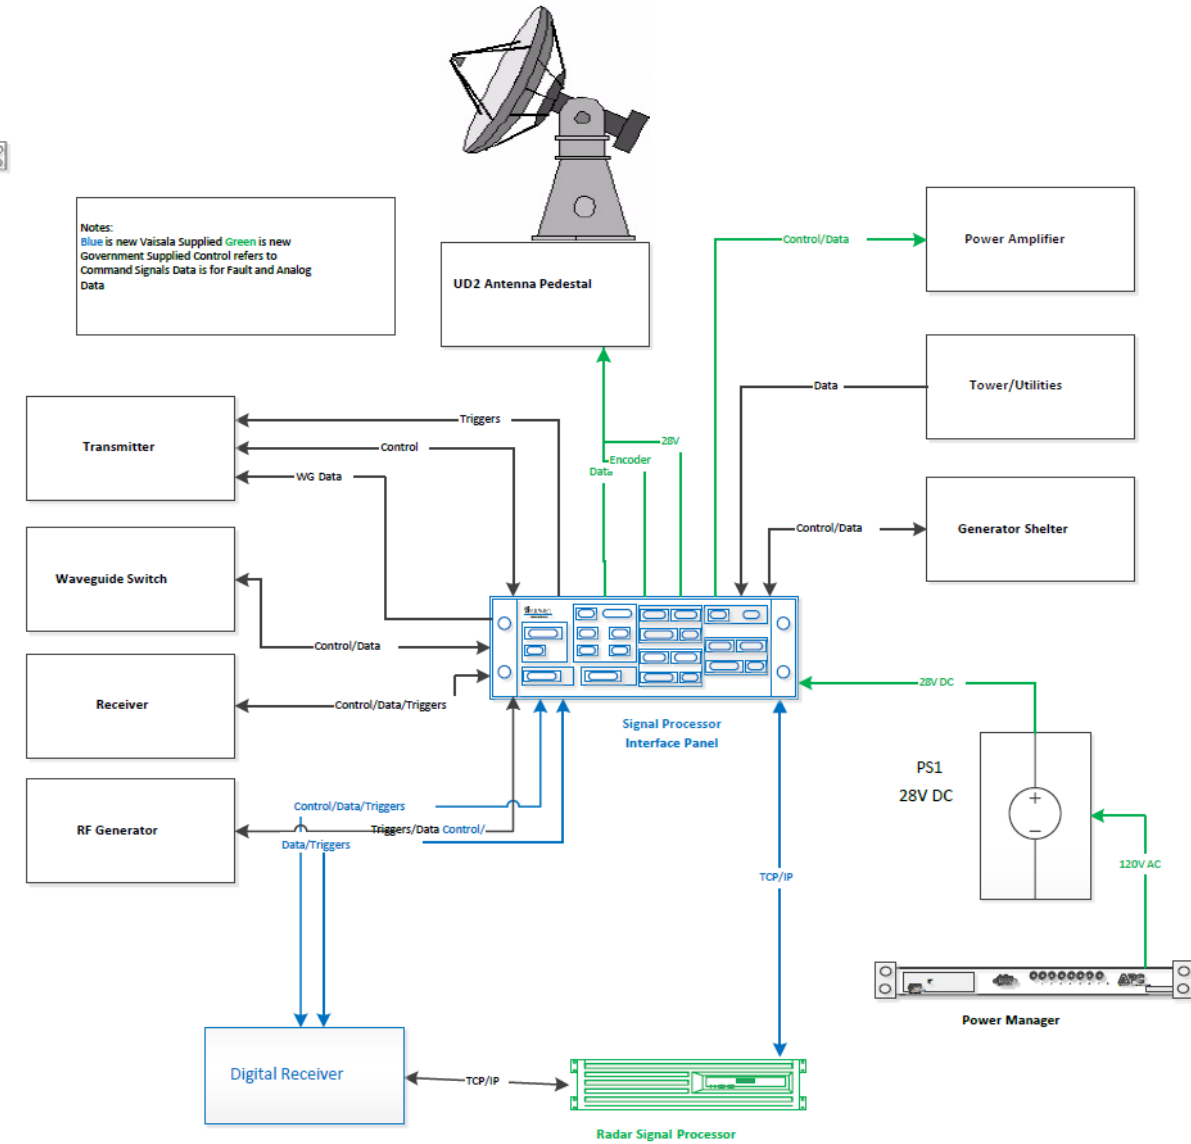 Notes:
Blue is new Vaisala Supplied Green is new
Government Supplied Control refers to
Command Signals Data is for Fault and Analog
Data
UD2 Antenna Pedestal
Control/Data
Power Amplifier
Data
Tower/Utilities
Control/Data
Generator Shelter
Transmitter
Triggers
Control
WG Data
28V
Encoder
Data
Waveguide Switch
Control/Data
Receiver
Control/Data/Triggers
Signal Processor
Interface Panel
28V DC
PS1
28V DC
RF Generator
Control/Data/Triggers
Triggers/Data Control/
Data/Triggers
120V AC
TCP/IP
APC
Power Manager
Digital Receiver
TCP/IP
Radar Signal Processor